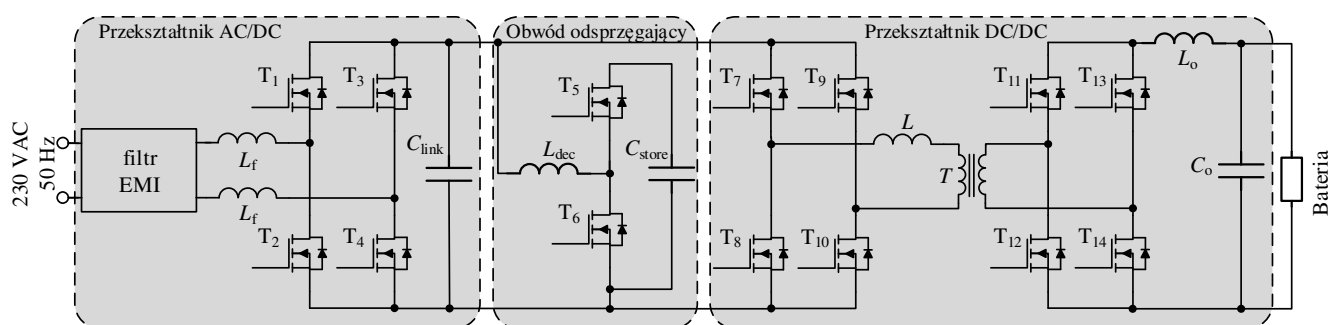 Przekształtnik AC/DC
Obwód odsprzęgający
Przekształtnik DC/DC
230 VAC
50 Hz
filtr
EMI
Lf
Lf
T1
T3
T2
T4
Clink
Ldec
T5
T6
Cstore
T7
T9
T8
T10
L
T
T11
T13
T12
T14
Lo
Co
Bateria